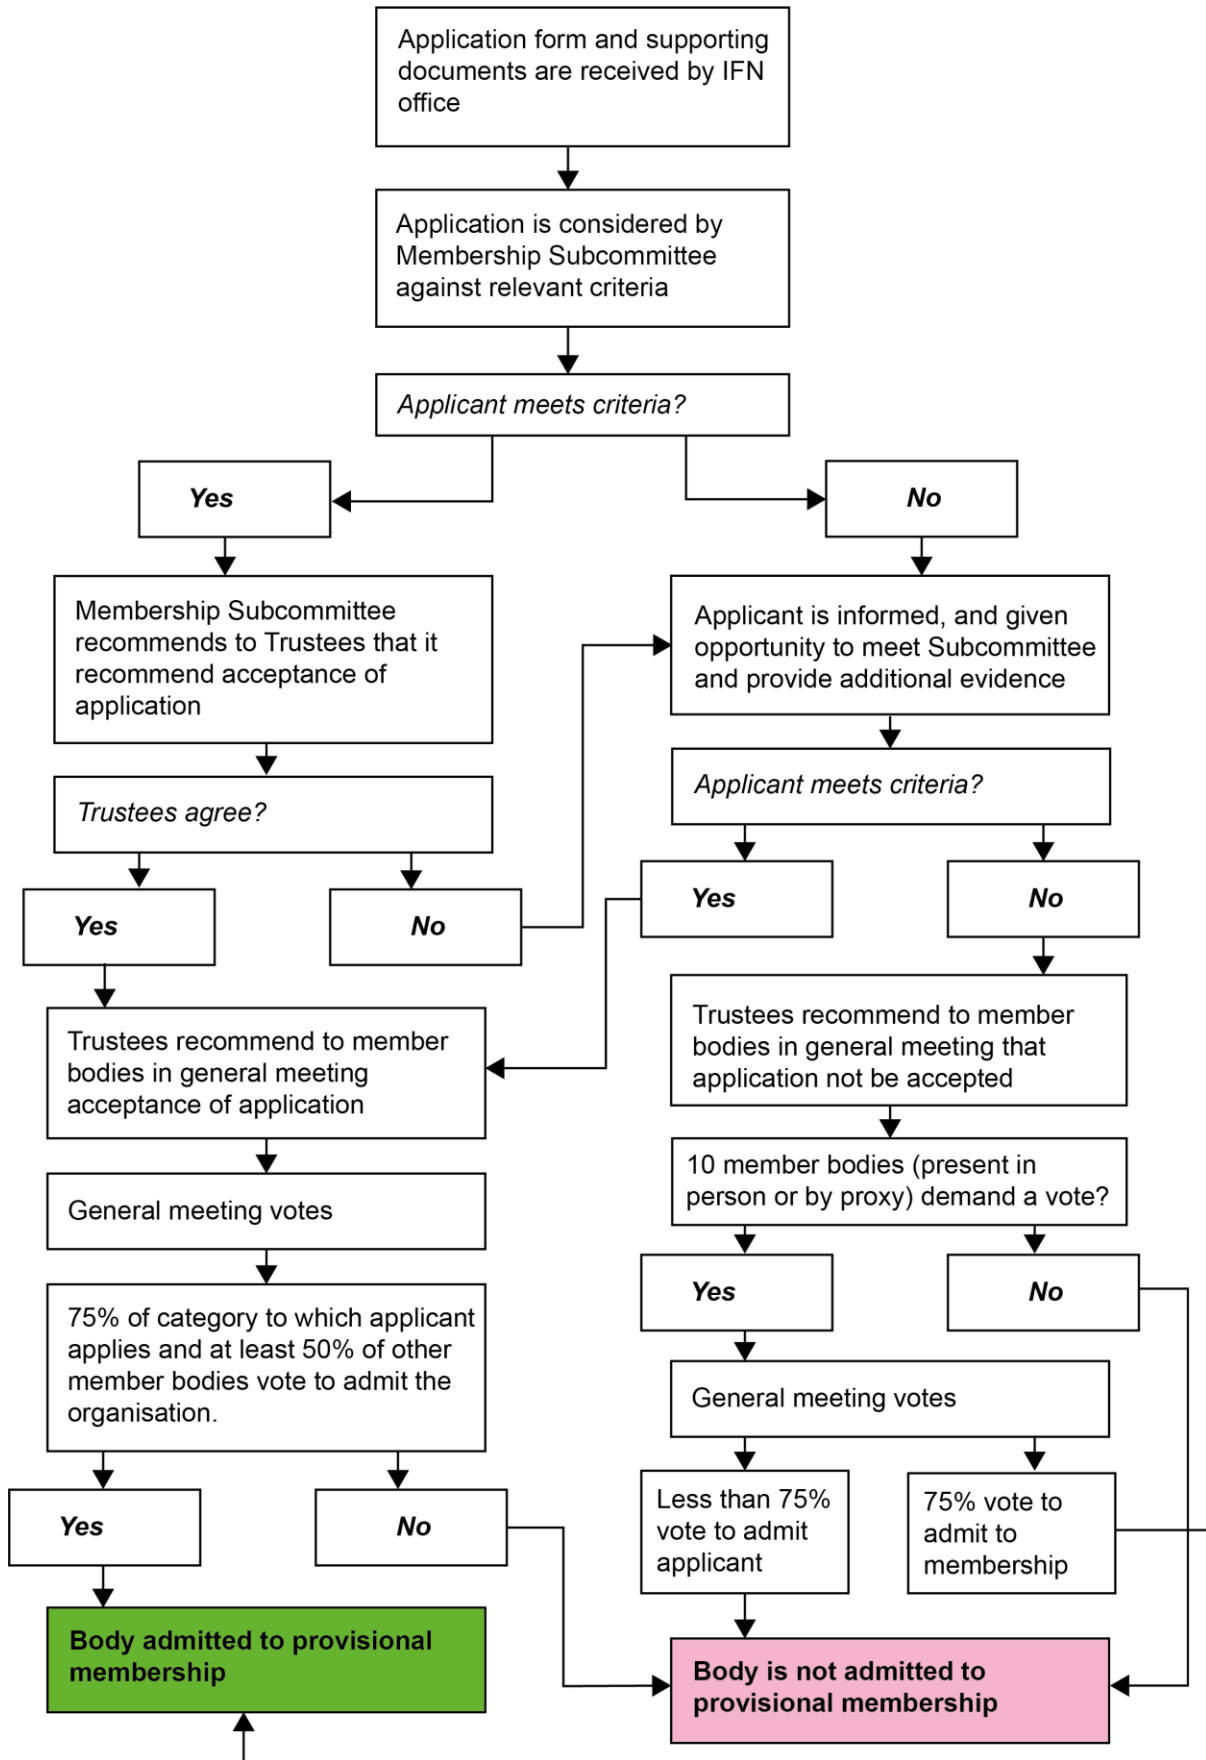 Application form and supporting
documents are received by IFN
office
Application is considered by
Membership Subcommittee
against relevant criteria
Applicant meets criteria?
Yes
No
Membership Subcommittee
recommends to Trustees that it
recommend acceptance of
application
Applicant is informed, and given
opportunity to meet Subcommittee
and provide additional evidence
Trustees agree?
Applicant meets criteria?
Yes
No
Yes
No
Trustees recommend to member
bodies in general meeting
acceptance of application
Trustees recommend to member
bodies in general meeting that
application not be accepted
General meeting votes
10 member bodies (present in
person or by proxy) demand a vote?
Yes
No
75% of category to which applicant
applies and at least 50% of other
member bodies vote to admit the
organisation.
General meeting votes
Yes
No
Less than 75%
vote to admit
applicant
75% vote to
admit to
membership
Body admitted to provisional
membership
Body is not admitted to
provisional membership